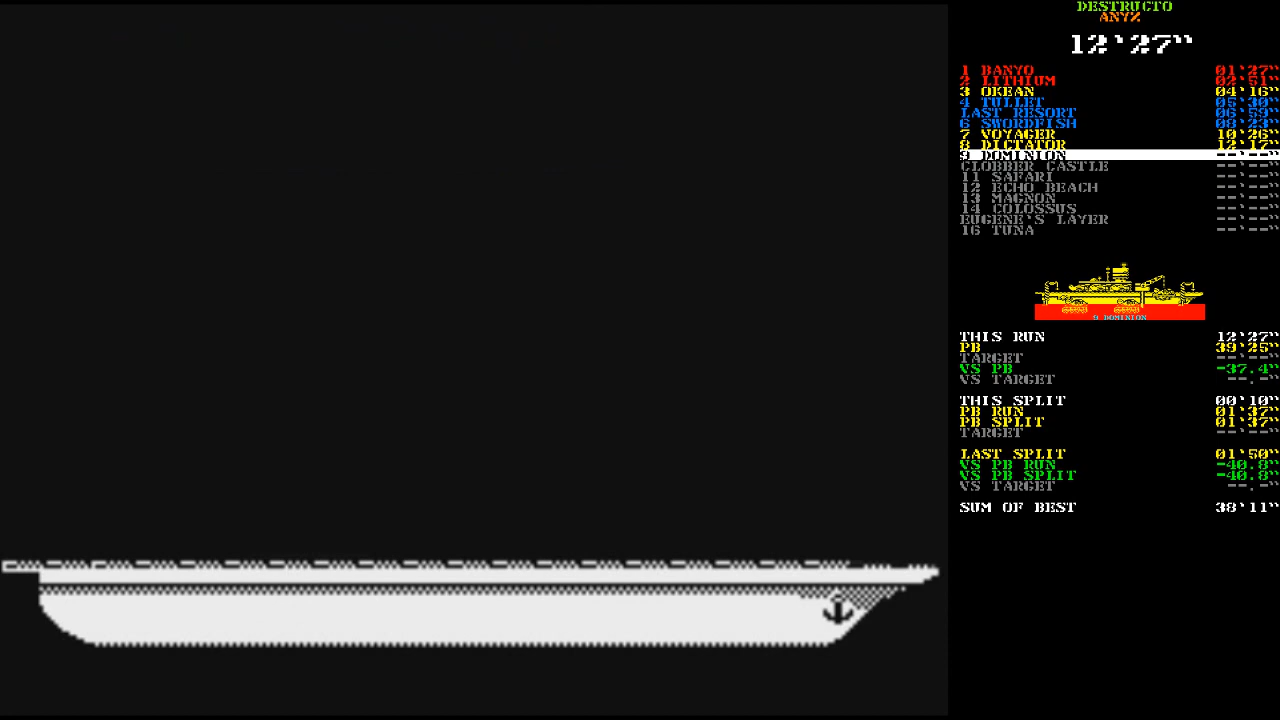 DESTRUCTO
ANY%
12'27"
1 BANYO 01'27"
2 LITHIUM 02'51"
3 OKEAN 04'16"
4 TULLET 05'30"
LAST RESORT 06'59"
6 SWORDFISH 08'23"
7 VOYAGER 10'26"
8 DICTATOR 12'17"
9 DOMINION --'--"
CLOBBER CASTLE --'--"
11 SAFARI --'--"
12 ECHO BEACH --'--"
13 MAGNON --'--"
14 COLOSSUS --'--"
EUGENE'S LAYER --'--"
16 TUNA --'--"
9 DOMINION
THIS RUN 12'27"
PB 39'25"
TARGET --'--"
VS PB -37.4"
VS TARGET --.-"
THIS SPLIT 00'10"
PB RUN 01'37"
PB SPLIT 01'37"
TARGET --'--"
LAST SPLIT 01'50"
VS PB RUN -40.8"
VS PB SPLIT -40.8"
VS TARGET --.-"
SUM OF BEST 38'11"